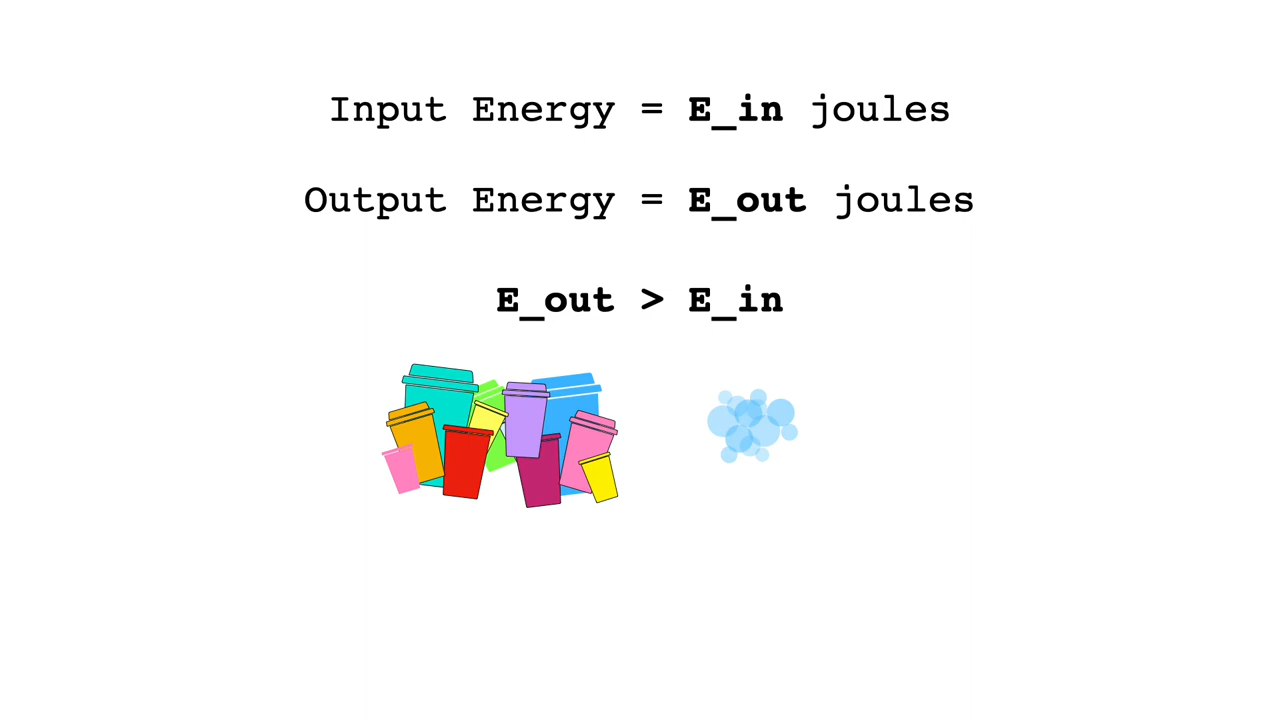 Input Energy = E_in joules
Output Energy = E_out joules
E_out > E_in